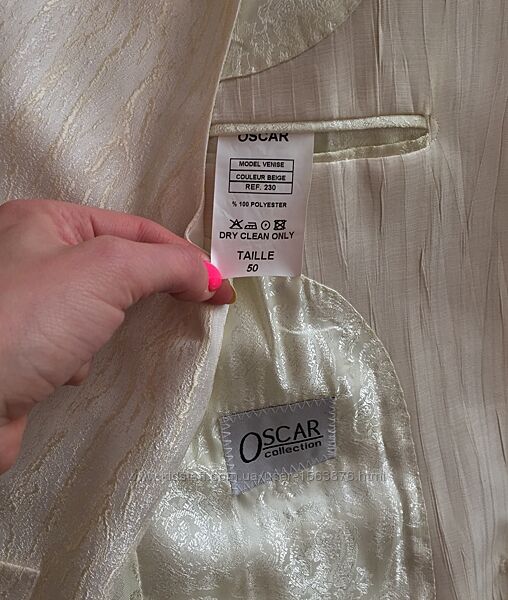 OSCAR
MODEL VENISE
COULEUR BEIGE
REF. 230
% 100 POLYESTER
DRY CLEAN ONLY
TAILLE
50
OSCAR
collection